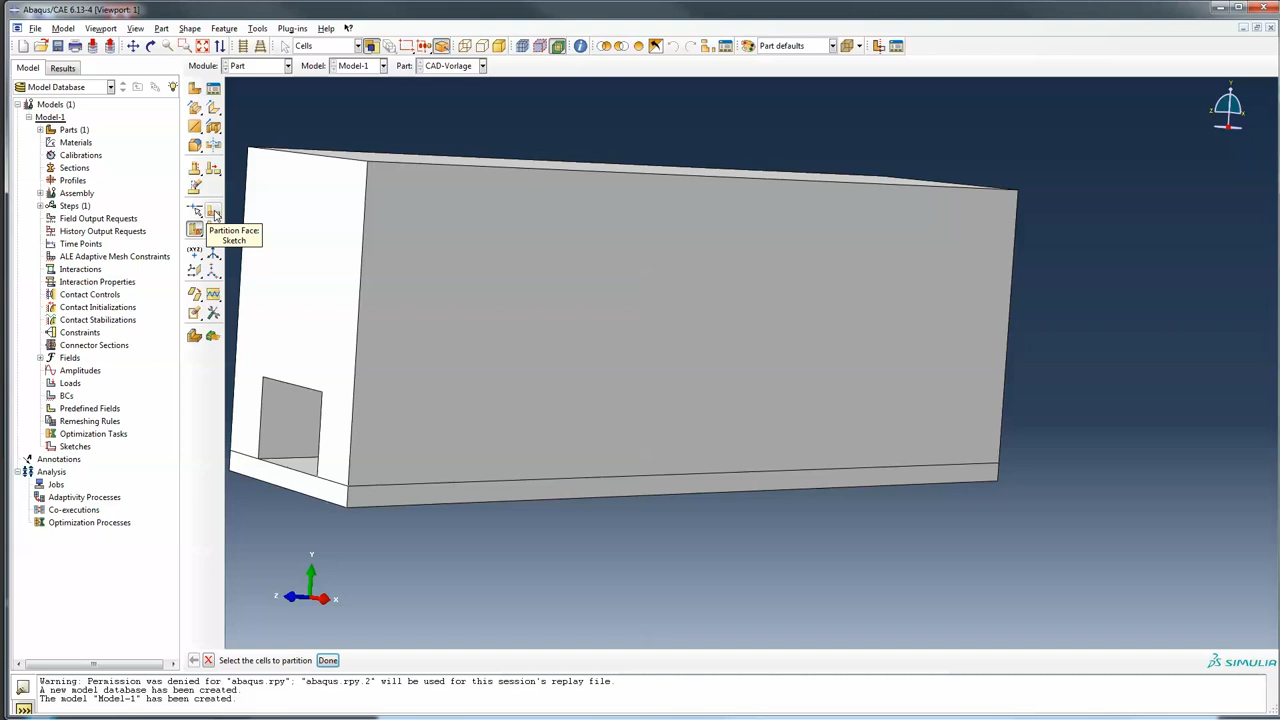 Abaqus/CAE 6.13-4 [Viewport: 1]
File Model Viewport View Part Shape Feature Tools Plug-ins Help
Cells Part defaults
Model Results Module: Part Model: Model-1 Part: CAD-Vorlage
Model Database
Models (1)
Model-1
Parts (1)
Materials
Calibrations
Sections
Profiles
Assembly
Steps (1)
Field Output Requests
History Output Requests
Time Points
ALE Adaptive Mesh Constraints
Interactions
Interaction Properties
Contact Controls
Contact Initializations
Contact Stabilizations
Constraints
Connector Sections
Fields
Amplitudes
Loads
BCs
Predefined Fields
Remeshing Rules
Optimization Tasks
Sketches
Annotations
Analysis
Jobs
Adaptivity Processes
Co-executions
Optimization Processes
(XYZ)
Partition Face:
Sketch
Y
Z X
Y
Z X
Select the cells to partition Done
SIMULIA
Warning: Permission was denied for "abaqus.rpy"; "abaqus.rpy.2" will be used for this session's replay file.
A new model database has been created.
The model "Model-1" has been created.
>>>